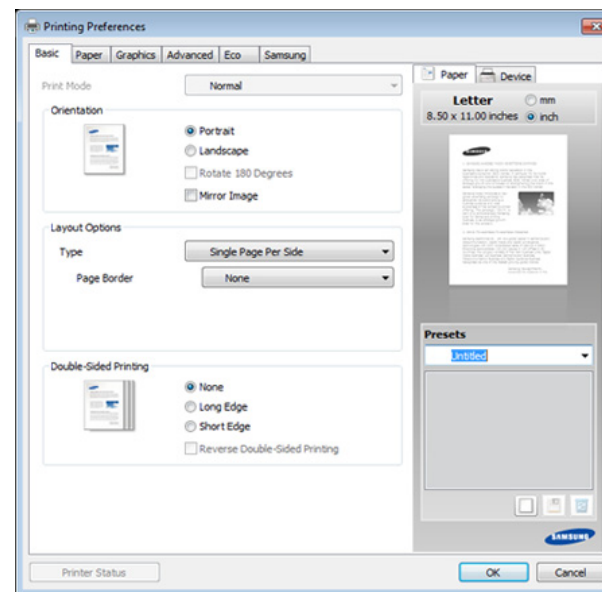 Printing Preferences
Basic Paper Graphics Advanced Eco Samsung
Print Mode Normal
Orientation
Portrait
Landscape
Rotate 180 Degrees
Mirror Image
Layout Options
Type Single Page Per Side
Page Border None
Double-Sided Printing
None
Long Edge
Short Edge
Reverse Double-Sided Printing
Printer Status
Paper Device
Letter mm
8.50 x 11.00 inches inch
SAMSUNG
Presets
Untitled
SAMSUNG
OK Cancel